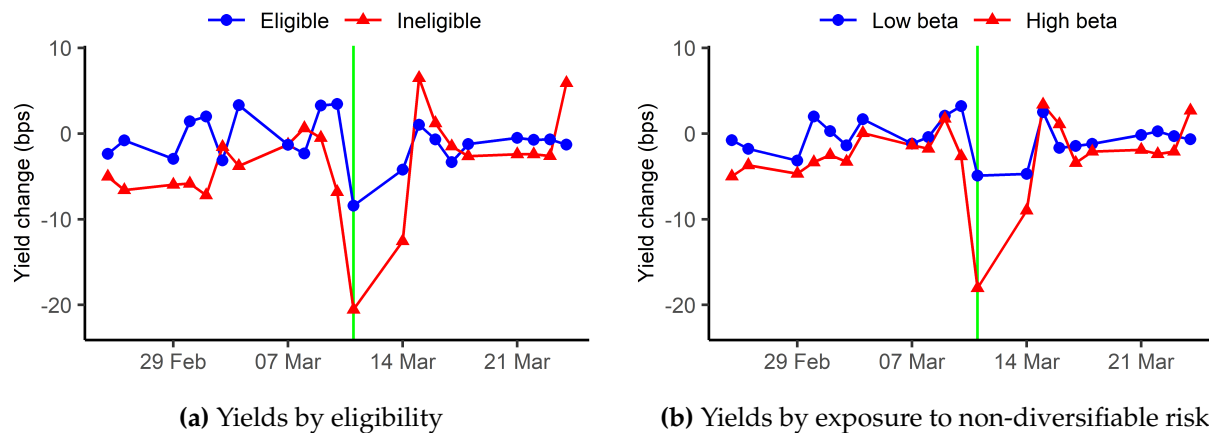 Eligible Ineligible
Yield change (bps)
10
0
-10
-20
29 Feb 07 Mar 14 Mar 21 Mar
(a) Yields by eligibility
Low beta High beta
Yield change (bps)
10
0
-10
-20
29 Feb 07 Mar 14 Mar 21 Mar
(b) Yields by exposure to non-diversifiable risk